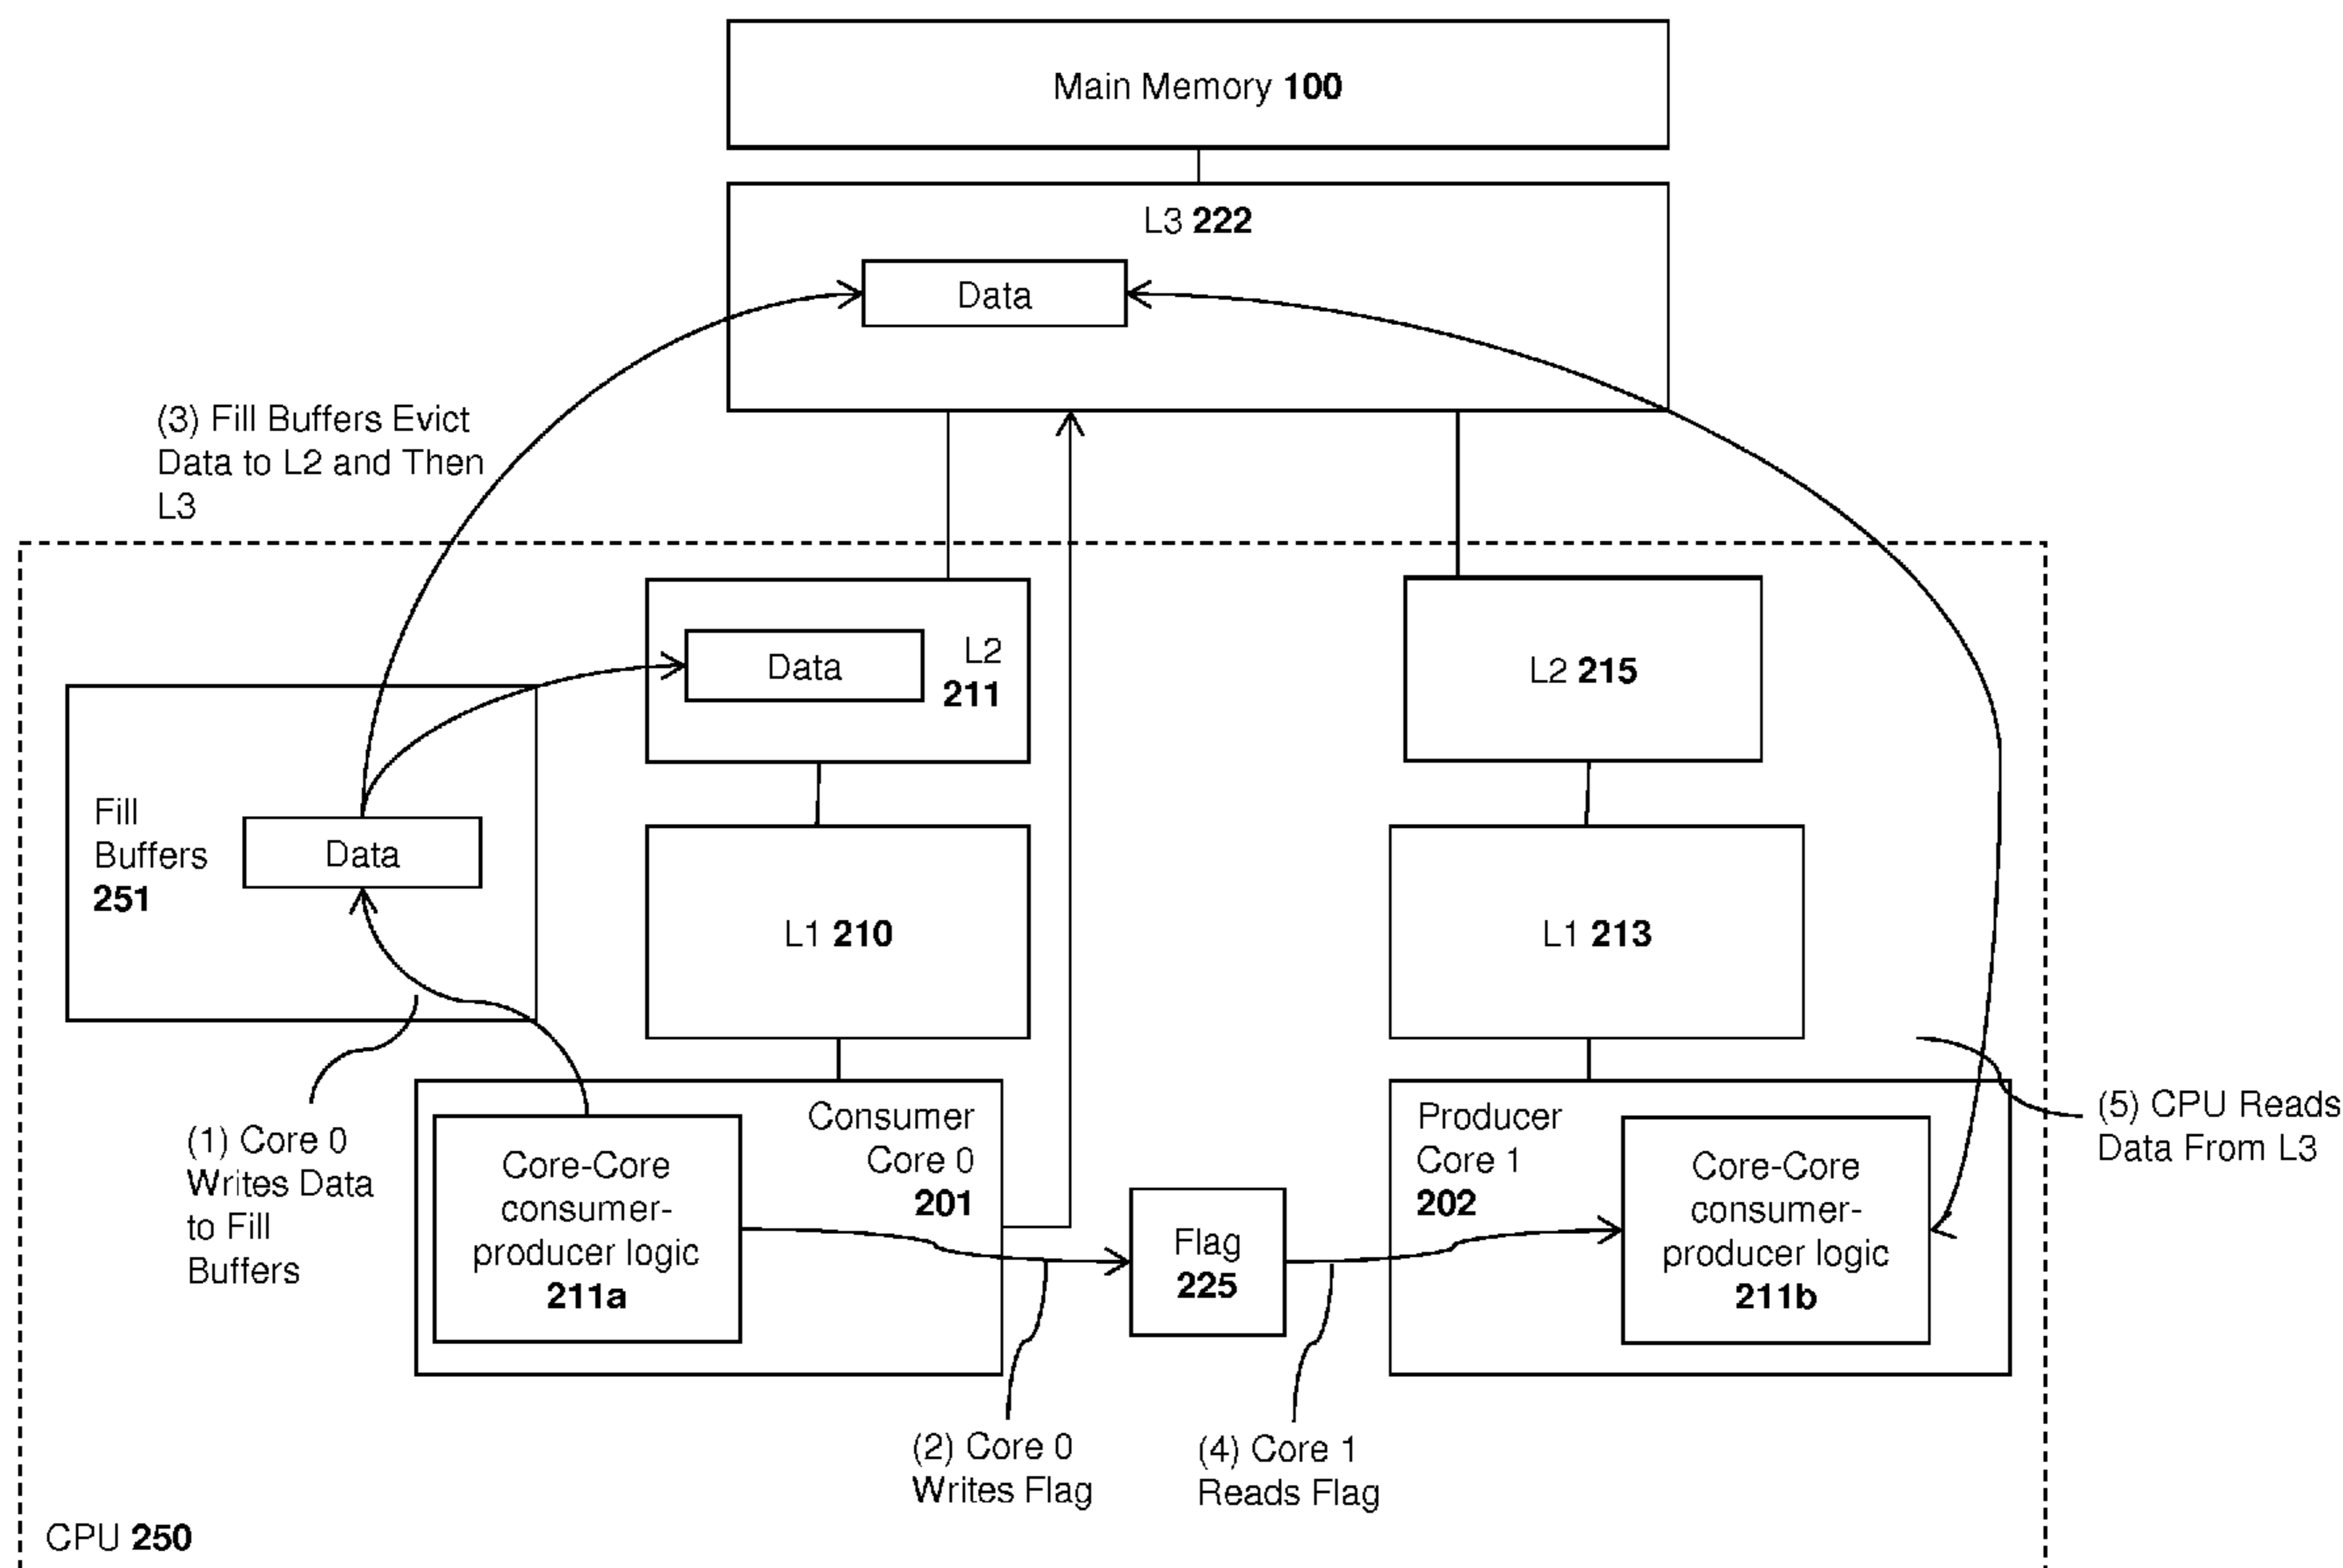 Main Memory 100
L3 222
Data
(3) Fill Buffers Evict
Data to L2 and Then
L3
Data
L2
211
L2 215
Fill
Buffers
251
Data
L1 210
L1 213
(1) Core 0
Writes Data
to Fill
Buffers
Consumer
Core 0
201
Core-Core
consumer-
producer logic
211a
Flag
225
Producer
Core 1
202
Core-Core
consumer-
producer logic
211b
(5) CPU Reads
Data From L3
(2) Core 0
Writes Flag
(4) Core 1
Reads Flag
CPU 250